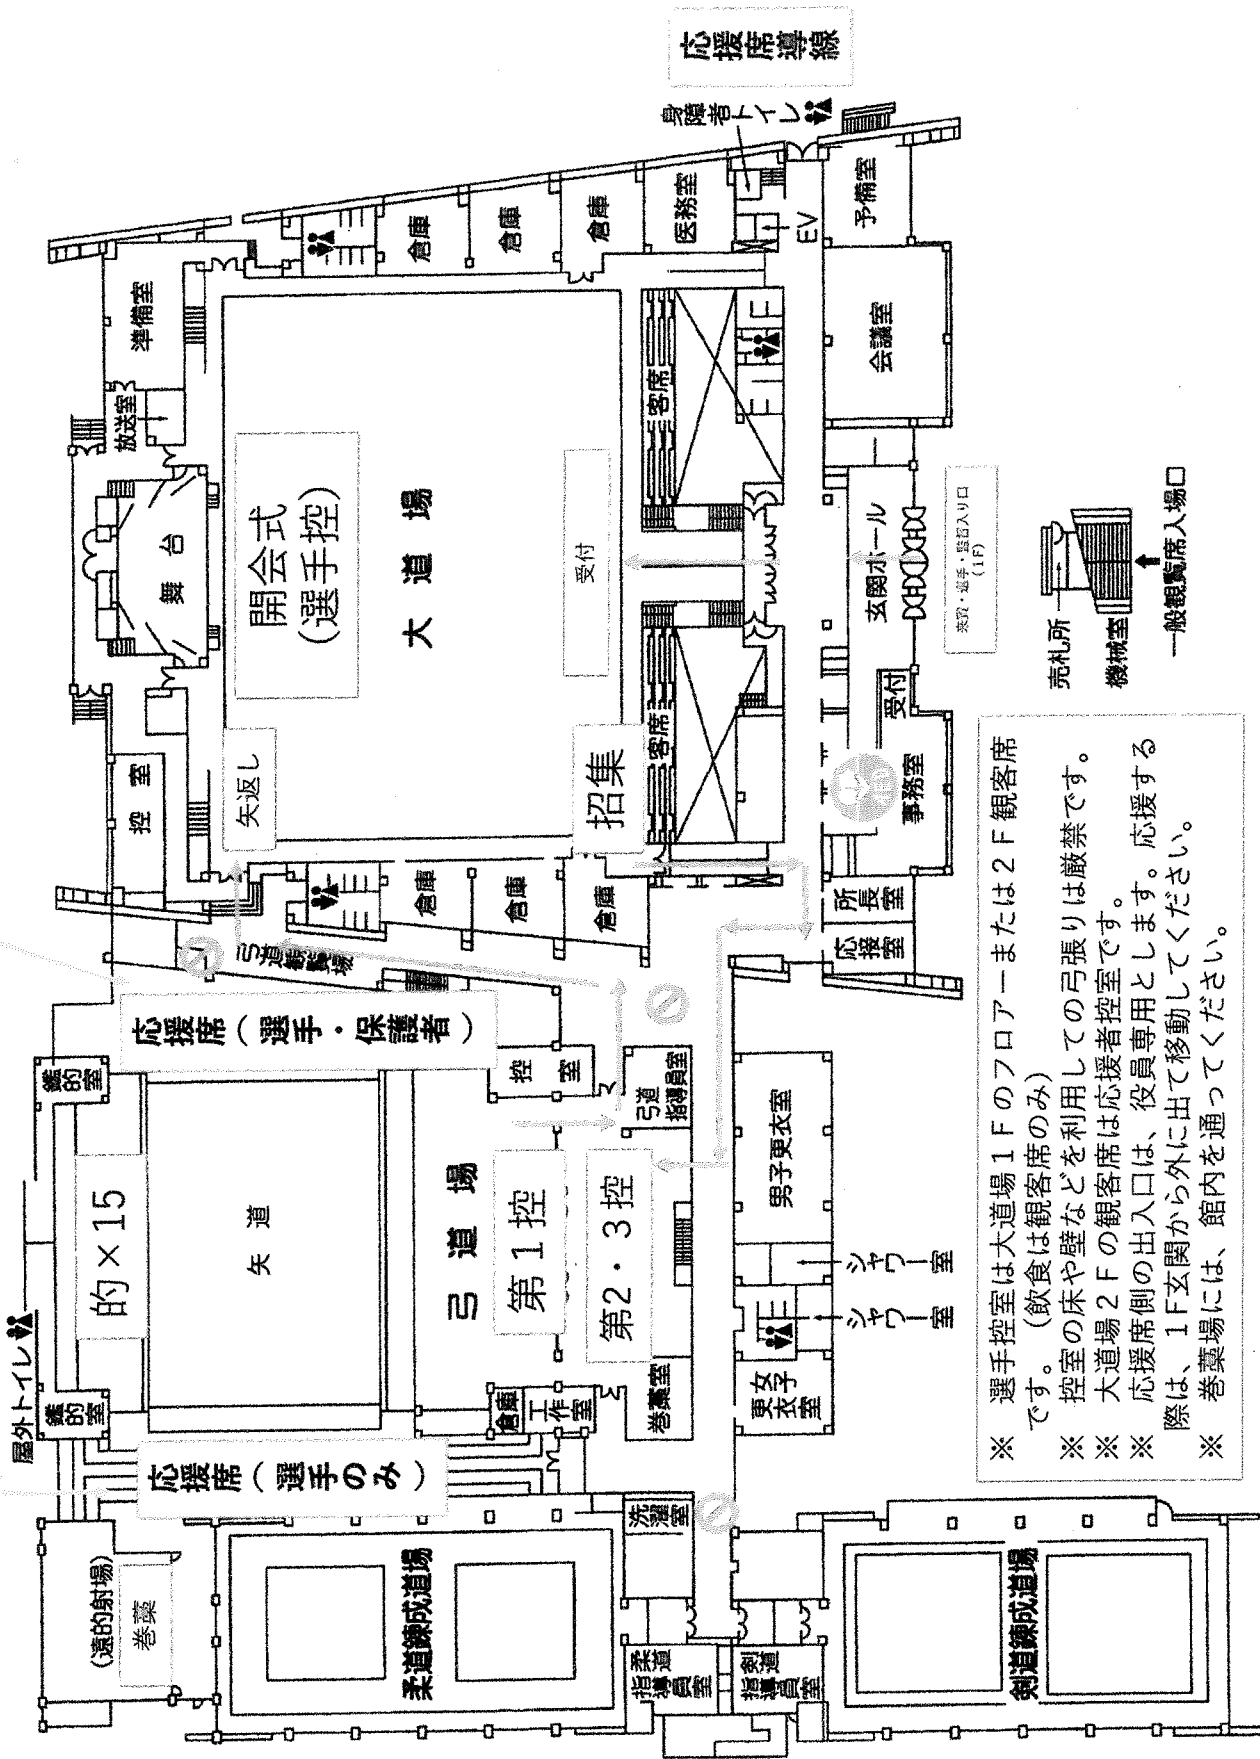 屋外トイレ
鑑的室
鑑的室
的×15
矢道
応援席(選手のみ)
応援席(選手・保護者)
(遠的射場)
巻藁
柔道錬成道場
弓道場
第1控
第2・3控
倉庫
工作室
巻藁室
洗濯室
控室
弓道
指導員室
弓道観覧場
柔道
指導員室
剣道
指導員室
剣道錬成道場
女子
更衣室
シャワー室
シャワー室
男子更衣室
控室
舞台
放送室
準備室
矢返し
開会式
(選手控)
大道場
受付
招集
倉庫
倉庫
倉庫
倉庫
倉庫
倉庫
医務室
身障者トイレ
応援席導線
EV
客席
客席
応接室
所長室
事務室
受付
玄関ホール
会議室
予備室
来賓・選手・監督入り口
(1F)
売札所
機械室
一般観覧席入場口
※ 選手控室は大道場1Fのフロアーまたは2F観客席
です。(飲食は観客席のみ)
※ 控室の床や壁などを利用しての弓張りは厳禁です。
※ 大道場2Fの観客席は応援者控室です。
※ 応援席側の出入口は、役員専用とします。応援する
際は、1F玄関から外に出て移動してください。
※ 巻藁場には、館内を通ってください。